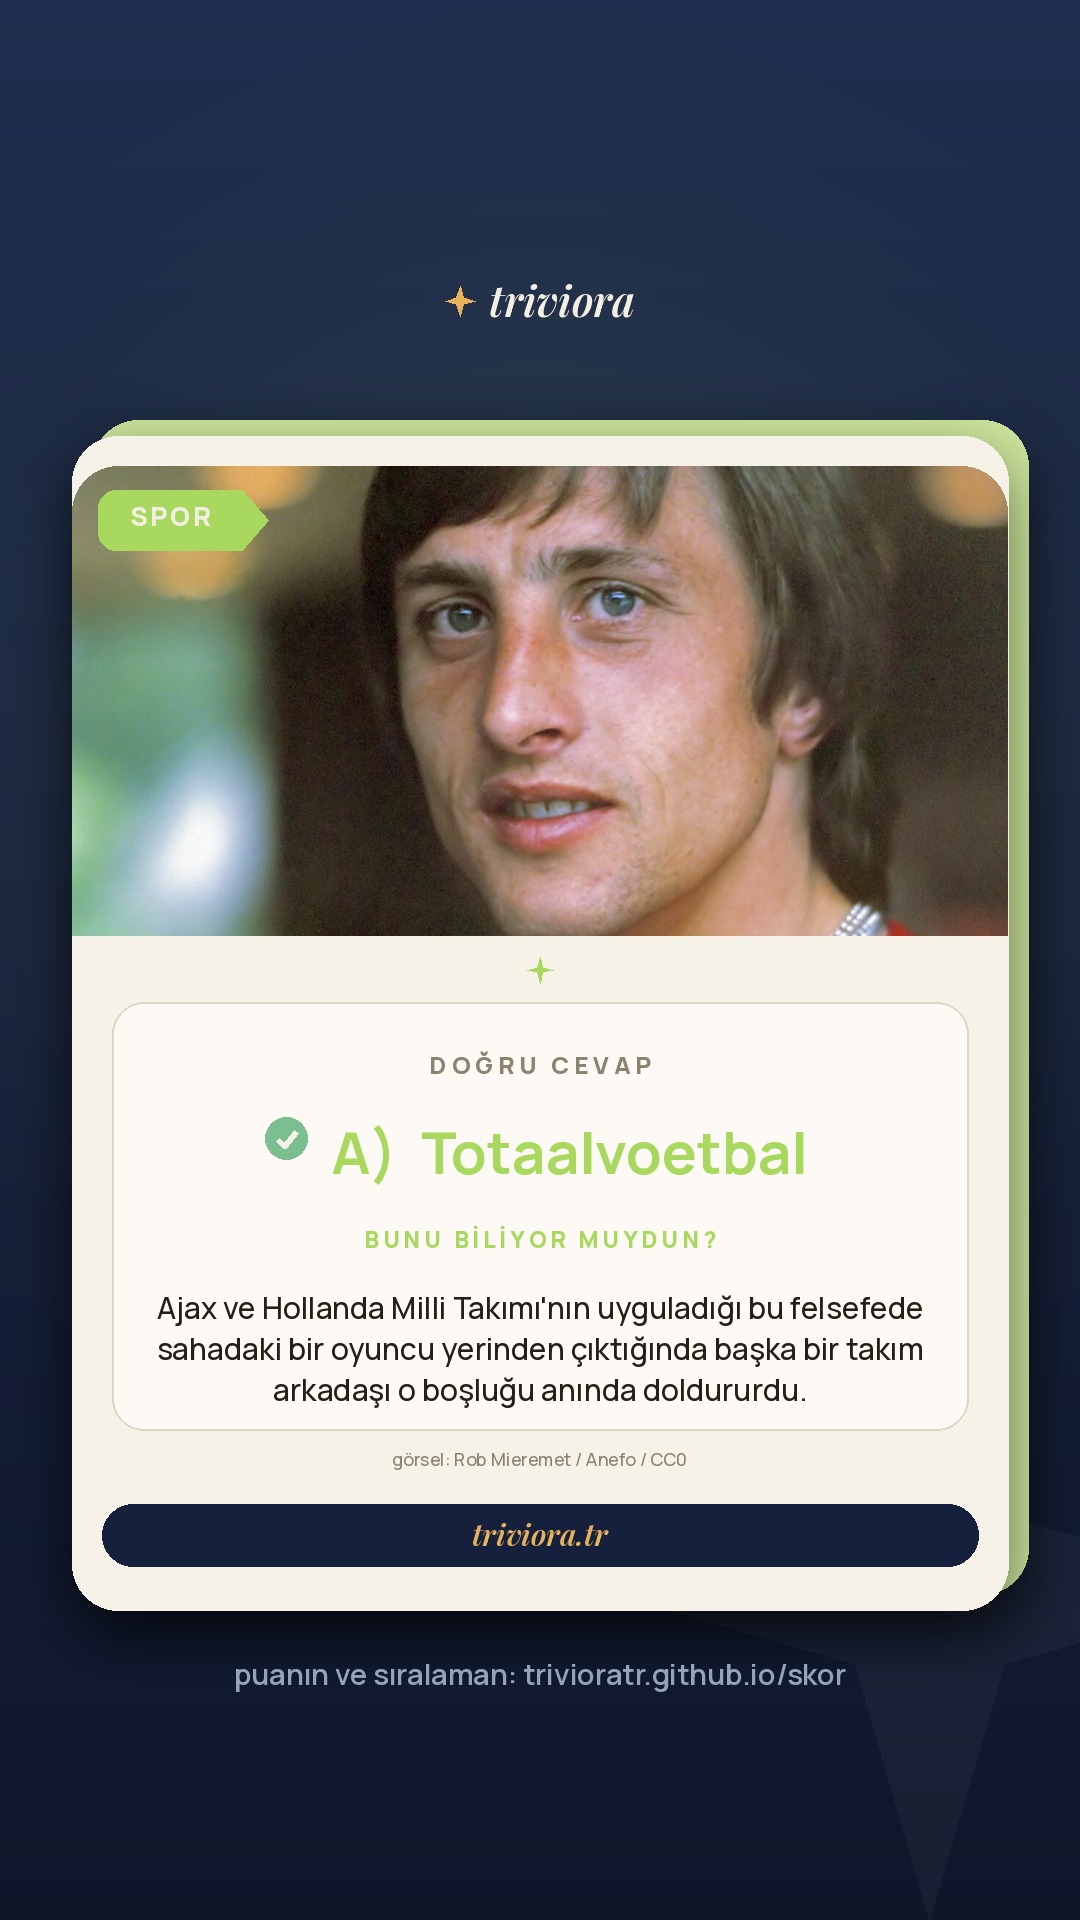 triviora
SPOR
DOĞRU CEVAP
A) Totaalvoetbal
BUNU BİLİYOR MUYDUN?
Ajax ve Hollanda Milli Takımı'nın uyguladığı bu felsefede
sahadaki bir oyuncu yerinden çıktığında başka bir takım
arkadaşı o boşluğu anında doldururdu.
görsel: Rob Mieremet / Anefo / CC0
triviora.tr
puanın ve sıralaman: trivioratr.github.io/skor